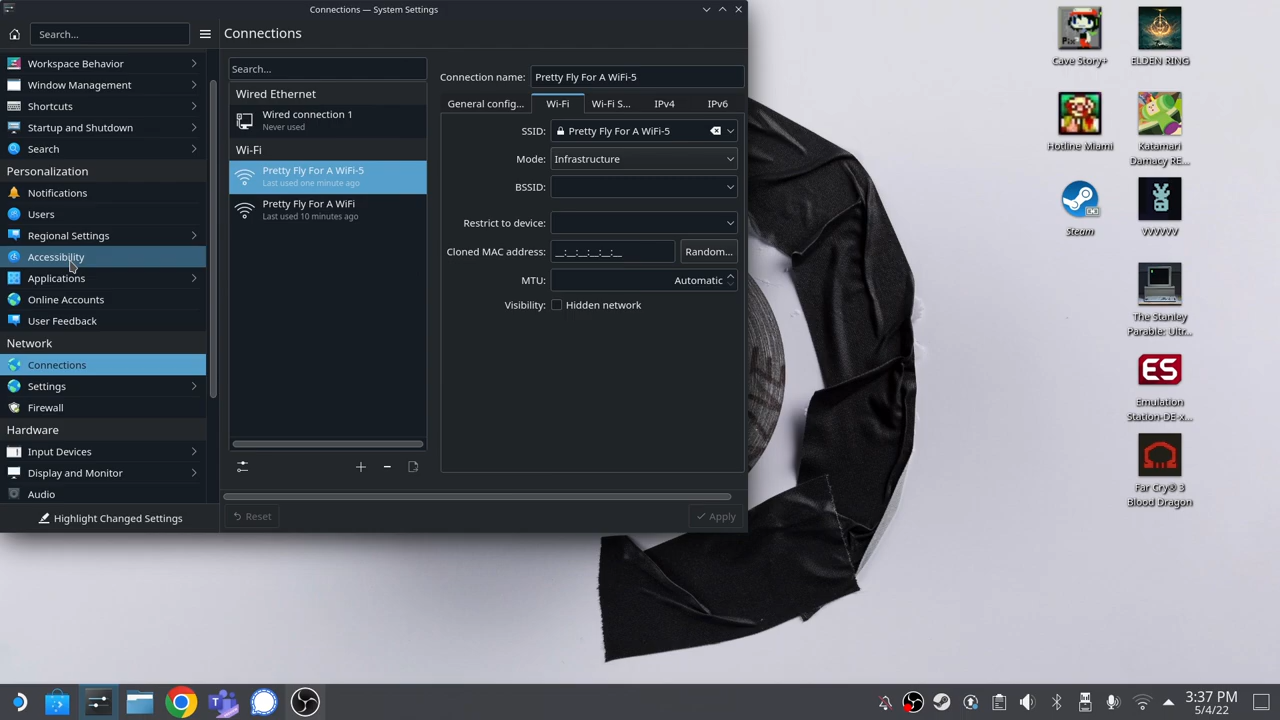 Connections — System Settings
Search...
Workspace Behavior
Window Management
Shortcuts
Startup and Shutdown
Search
Personalization
Notifications
Users
Regional Settings
Accessibility
Applications
Online Accounts
User Feedback
Network
Connections
Settings
Firewall
Hardware
Input Devices
Display and Monitor
Audio
Highlight Changed Settings
Connections
Search...
Wired Ethernet
Wired connection 1
Never used
Wi-Fi
Pretty Fly For A WiFi-5
Last used one minute ago
Pretty Fly For A WiFi
Last used 10 minutes ago
Connection name: Pretty Fly For A WiFi-5
General config... Wi-Fi Wi-Fi S... IPv4 IPv6
SSID: Pretty Fly For A WiFi-5
Mode: Infrastructure
BSSID:
Restrict to device:
Cloned MAC address: __:__:__:__:__:__ Random...
MTU: Automatic
Visibility: Hidden network
Reset
Apply
Cave Story+
ELDEN RING
Hotline Miami
Katamari
Damacy RE...
Steam
VVVVVV
The Stanley
Parable: Ultr...
ES
Emulation
Station-DE-x...
Far Cry® 3
Blood Dragon
3:37 PM
5/4/22